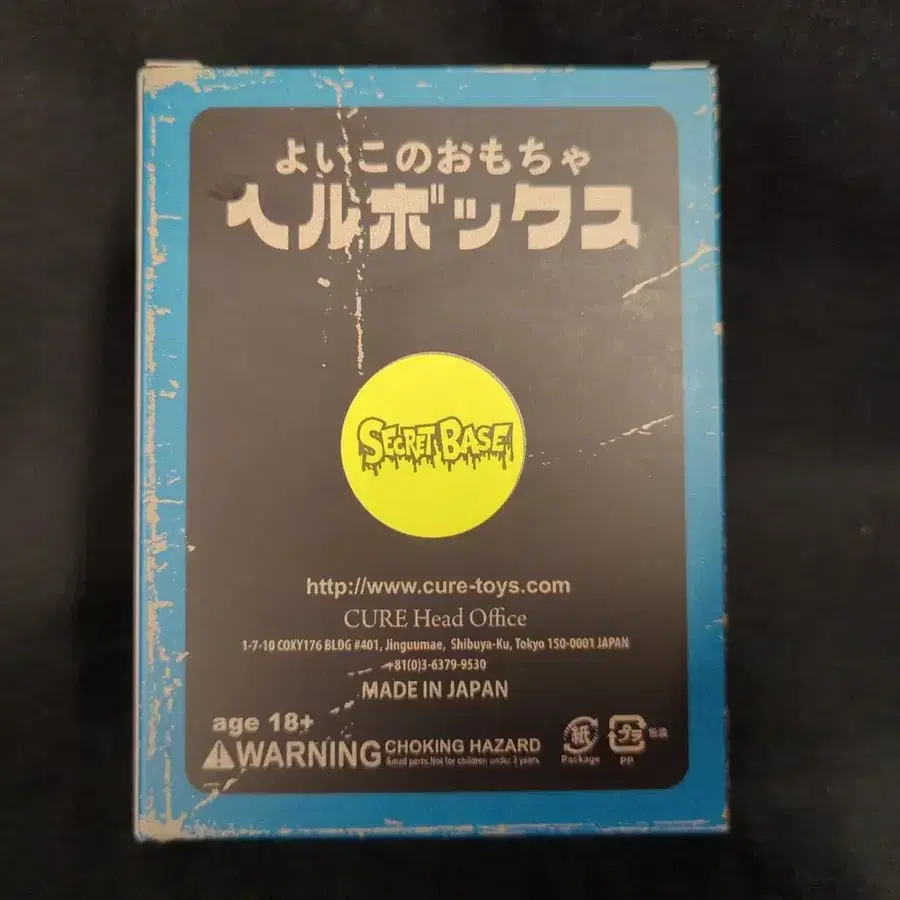 よいこのおもちゃ
ヘルボックス
SECRET BASE
http://www.cure-toys.com
CURE Head Office
1-7-10 COXY176 BLDG #401, Jinguumae, Shibuya-Ku, Tokyo 150-0001 JAPAN
+81(0)3-6379-9530
MADE IN JAPAN
age 18+
WARNING CHOKING HAZARD
Small parts.Not for children under 3 years
紙
Package
プラ
包装
PP